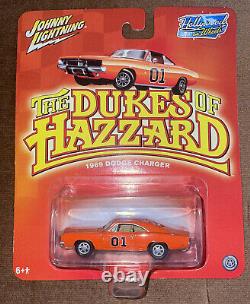 JOHNNY
LIGHTNING
Hollywood
on Wheels
01
THE DUKES OF
HAZZARD
1969 DODGE CHARGER
01
6+